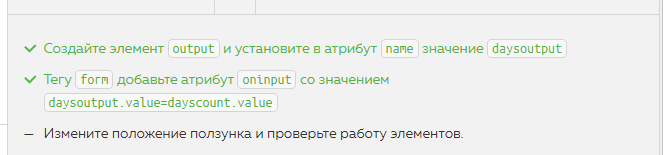 Создайте элемент output и установите в атрибут name значение daysoutput
Тегу form добавьте атрибут oninput со значением
daysoutput.value=dayscount.value
— Измените положение ползунка и проверьте работу элементов.